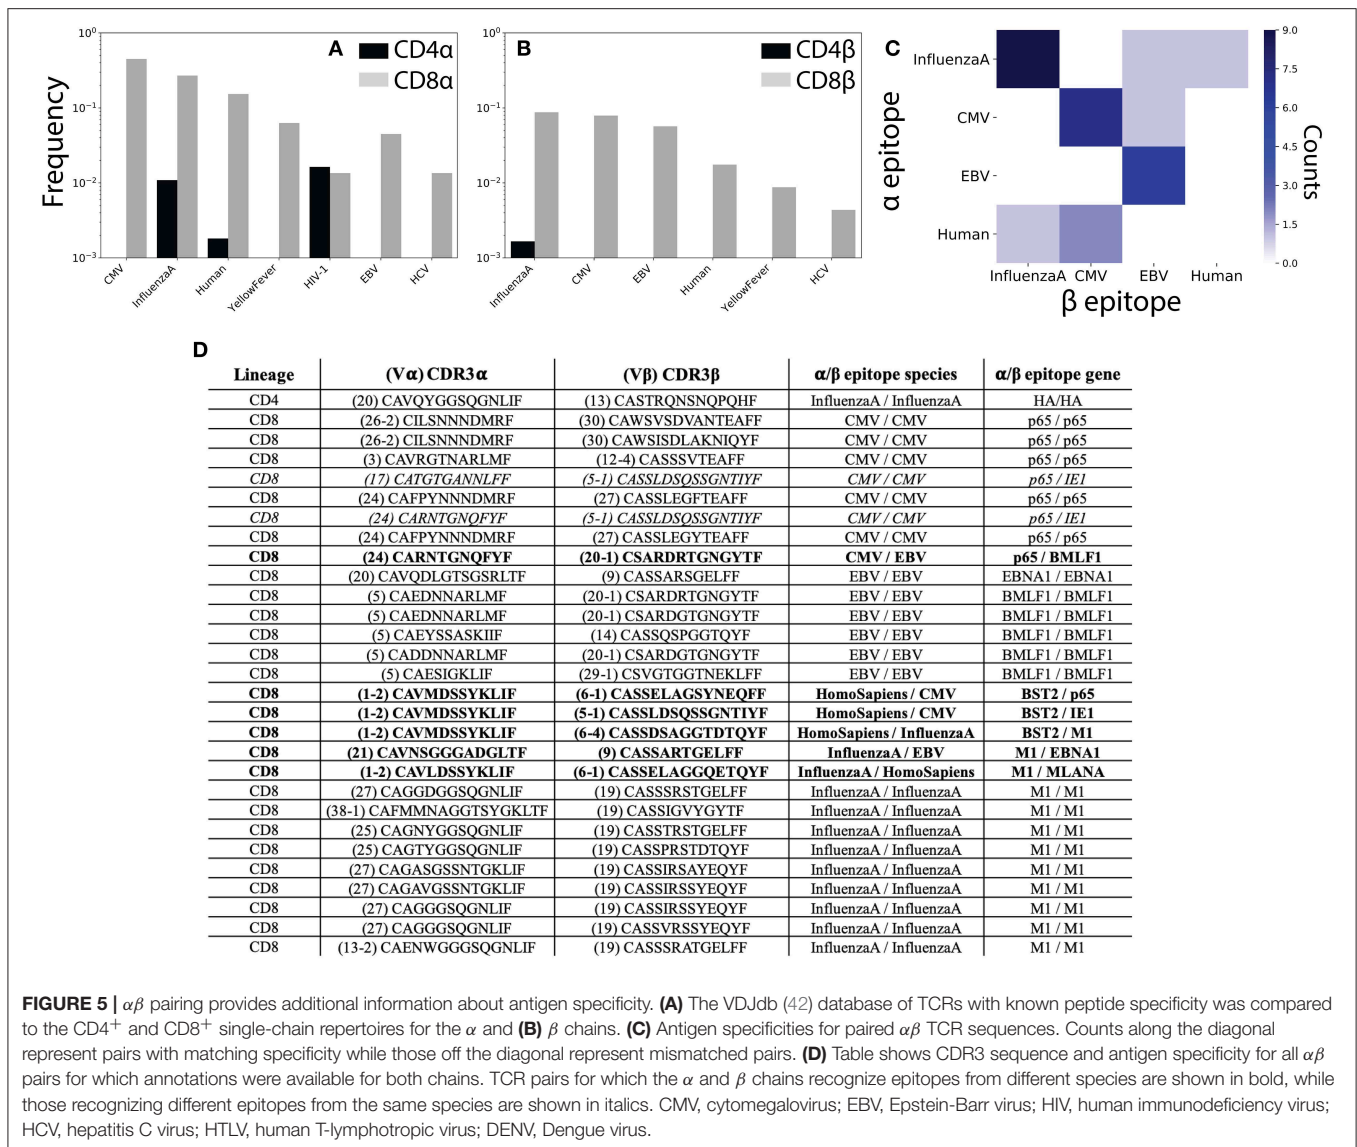 A
CD4α
CD8α
Frequency
10⁰
10⁻¹
10⁻²
10⁻³
CMV
InfluenzaA
Human
YellowFever
HIV-1
EBV
HCV
B
CD4β
CD8β
10⁰
10⁻¹
10⁻²
10⁻³
InfluenzaA
CMV
EBV
Human
YellowFever
HCV
C
α epitope
InfluenzaA
CMV
EBV
Human
InfluenzaA CMV EBV Human
β epitope
9.0
7.5
6.0
4.5
3.0
1.5
0.0
Counts
D
Lineage (Vα) CDR3α (Vβ) CDR3β α/β epitope species α/β epitope gene
CD4 (20) CAVQYGGSQGNLIF (13) CASTRQNSNQPQHF InfluenzaA / InfluenzaA HA/HA
CD8 (26-2) CILSNNNDMRF (30) CAWSVSDVANTEAFF CMV / CMV p65 / p65
CD8 (26-2) CILSNNNDMRF (30) CAWSISDLAKNIQYF CMV / CMV p65 / p65
CD8 (3) CAVRGTNARLMF (12-4) CASSSVTEAFF CMV / CMV p65 / p65
CD8 (17) CATGTGANNLFF (5-1) CASSLDSQSSGNTIYF CMV / CMV p65 / IE1
CD8 (24) CAFPYNNNDMRF (27) CASSLEGFTEAFF CMV / CMV p65 / p65
CD8 (24) CARNTGNQFYF (5-1) CASSLDSQSSGNTIYF CMV / CMV p65 / IE1
CD8 (24) CAFPYNNNDMRF (27) CASSLEGYTEAFF CMV / CMV p65 / p65
CD8 (24) CARNTGNQFYF (20-1) CSARDRTGNGYTF CMV / EBV p65 / BMLF1
CD8 (20) CAVQDLGTSGSRLTF (9) CASSARSGELFF EBV / EBV EBNA1 / EBNA1
CD8 (5) CAEDNNARLMF (20-1) CSARDRTGNGYTF EBV / EBV BMLF1 / BMLF1
CD8 (5) CAEDNNARLMF (20-1) CSARDGTGNGYTF EBV / EBV BMLF1 / BMLF1
CD8 (5) CAEYSSASKIIF (14) CASSQSPGGTQYF EBV / EBV BMLF1 / BMLF1
CD8 (5) CADDNNARLMF (20-1) CSARDGTGNGYTF EBV / EBV BMLF1 / BMLF1
CD8 (5) CAESIGKLIF (29-1) CSVGTGGTNEKLFF EBV / EBV BMLF1 / BMLF1
CD8 (1-2) CAVMDSSYKLIF (6-1) CASSELAGSYNEQFF HomoSapiens / CMV BST2 / p65
CD8 (1-2) CAVMDSSYKLIF (5-1) CASSLDSQSSGNTIYF HomoSapiens / CMV BST2 / IE1
CD8 (1-2) CAVMDSSYKLIF (6-4) CASSDSAGGTDTQYF HomoSapiens / InfluenzaA BST2 / M1
CD8 (21) CAVNSGGGADGLTF (9) CASSARTGELFF InfluenzaA / EBV M1 / EBNA1
CD8 (1-2) CAVLDSSYKLIF (6-1) CASSELAGGQETQYF InfluenzaA / HomoSapiens M1 / MLANA
CD8 (27) CAGGDGGSQGNLIF (19) CASSSRSTGELFF InfluenzaA / InfluenzaA M1 / M1
CD8 (38-1) CAFMMNAGGTSYGKLTF (19) CASSIGVYGYTF InfluenzaA / InfluenzaA M1 / M1
CD8 (25) CAGNYGGSQGNLIF (19) CASSTRSTGELFF InfluenzaA / InfluenzaA M1 / M1
CD8 (25) CAGTYGGSQGNLIF (19) CASSPRSTDTQYF InfluenzaA / InfluenzaA M1 / M1
CD8 (27) CAGASGSSNTGKLIF (19) CASSIRSAYEQYF InfluenzaA / InfluenzaA M1 / M1
CD8 (27) CAGAVGSSNTGKLIF (19) CASSIRSSYEQYF InfluenzaA / InfluenzaA M1 / M1
CD8 (27) CAGGGSQGNLIF (19) CASSIRSSYEQYF InfluenzaA / InfluenzaA M1 / M1
CD8 (27) CAGGGSQGNLIF (19) CASSVRSSYEQYF InfluenzaA / InfluenzaA M1 / M1
CD8 (13-2) CAENWGGGSQGNLIF (19) CASSSRATGELFF InfluenzaA / InfluenzaA M1 / M1
FIGURE 5 | αβ pairing provides additional information about antigen specificity. (A) The VDJdb (42) database of TCRs with known peptide specificity was compared
to the CD4⁺ and CD8⁺ single-chain repertoires for the α and (B) β chains. (C) Antigen specificities for paired αβ TCR sequences. Counts along the diagonal
represent pairs with matching specificity while those off the diagonal represent mismatched pairs. (D) Table shows CDR3 sequence and antigen specificity for all αβ
pairs for which annotations were available for both chains. TCR pairs for which the α and β chains recognize epitopes from different species are shown in bold, while
those recognizing different epitopes from the same species are shown in italics. CMV, cytomegalovirus; EBV, Epstein-Barr virus; HIV, human immunodeficiency virus;
HCV, hepatitis C virus; HTLV, human T-lymphotropic virus; DENV, Dengue virus.